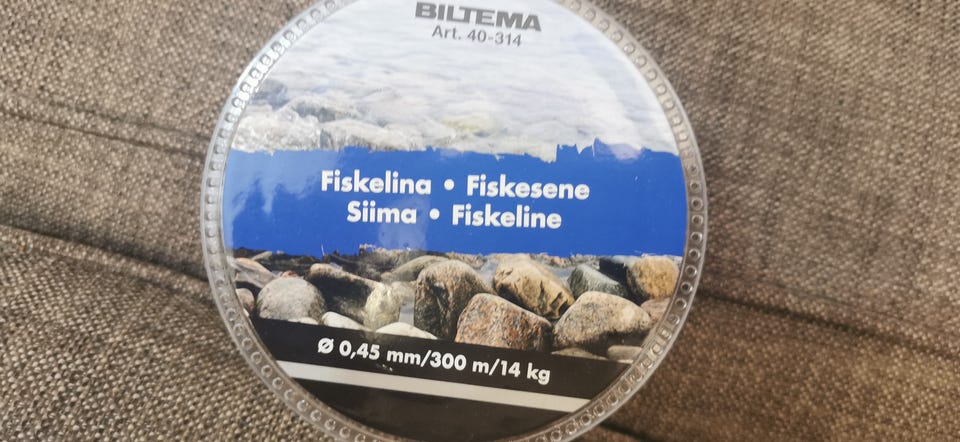 BILTEMA
Art. 40-314
Fiskelina • Fiskesene
Siima • Fiskeline
Ø 0,45 mm/300 m/14 kg